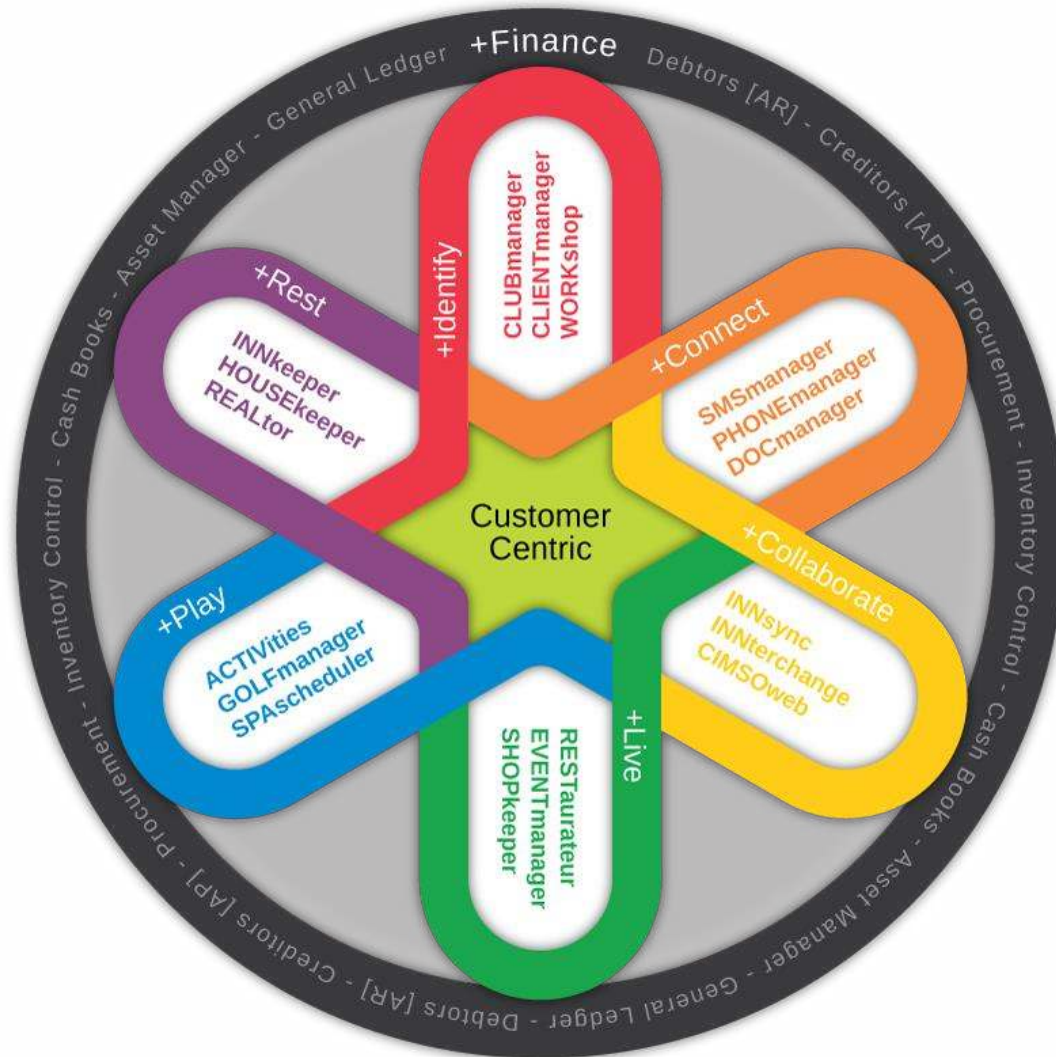 +Finance
Debtors [AR] - Creditors [AP] - Procurement - Inventory Control - Cash Books - Asset Manager - General Ledger - Debtors [AR] - Creditors [AP] - Procurement - Inventory Control - Cash Books - Asset Manager - General Ledger
+Identify
CLUBmanager
CLIENTmanager
WORKshop
+Connect
SMSmanager
PHONEmanager
DOCmanager
+Collaborate
INNsync
INNterchange
CIMSOweb
+Live
RESTaurateur
EVENTmanager
SHOPkeeper
+Play
ACTIVities
GOLFmanager
SPAscheduler
+Rest
INNkeeper
HOUSEkeeper
REALtor
Customer
Centric